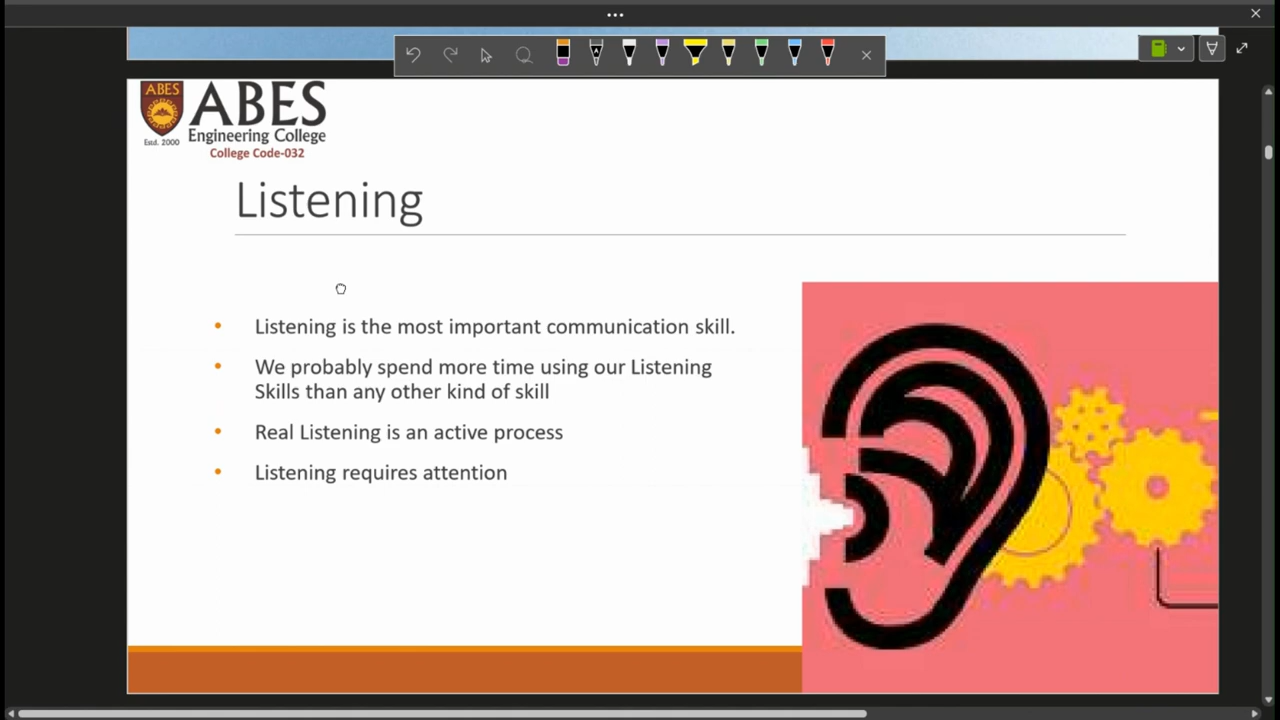 ABES
ABES
Engineering College
Estd. 2000
College Code-032
Listening
• Listening is the most important communication skill.
• We probably spend more time using our Listening
Skills than any other kind of skill
• Real Listening is an active process
• Listening requires attention